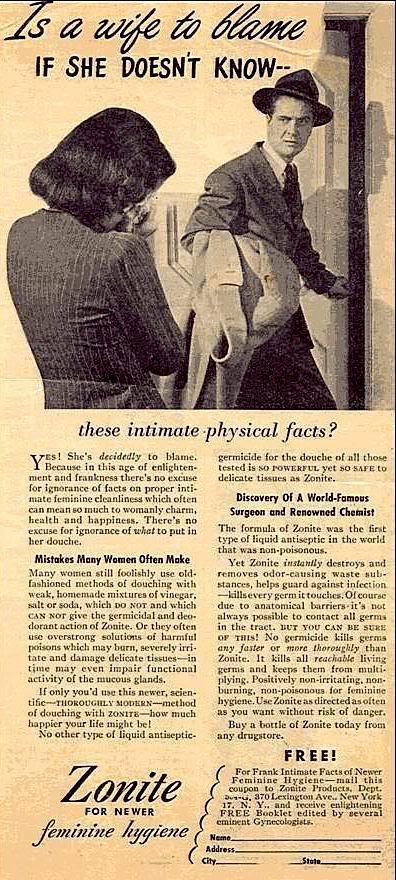 Is a wife to blame
IF SHE DOESN'T KNOW--
these intimate physical facts?
YES! She's decidedly to blame.
Because in this age of enlighten-
ment and frankness there's no excuse
for ignorance of facts on proper inti-
mate feminine cleanliness which often
can mean so much to womanly charm,
health and happiness. There's no
excuse for ignorance of what to put in
her douche.
Mistakes Many Women Often Make
Many women still foolishly use old-
fashioned methods of douching with
weak, homemade mixtures of vinegar,
salt or soda, which DO NOT and which
CAN NOT give the germicidal and deo-
dorant action of Zonite. Or they often
use overstrong solutions of harmful
poisons which may burn, severely irri-
tate and damage delicate tissues—in
time may even impair functional
activity of the mucous glands.
If only you'd use this newer, scien-
tific—THOROUGHLY MODERN—method
of douching with ZONITE—how much
happier your life might be!
No other type of liquid antiseptic-
germicide for the douche of all those
tested is SO POWERFUL yet SO SAFE to
delicate tissues as Zonite.
Discovery Of A World-Famous
Surgeon and Renowned Chemist
The formula of Zonite was the first
type of liquid antiseptic in the world
that was non-poisonous.
Yet Zonite instantly destroys and
removes odor-causing waste sub-
stances, helps guard against infection
—kills every germ it touches. Of course
due to anatomical barriers it's not
always possible to contact all germs
in the tract. BUT YOU CAN BE SURE
OF THIS! No germicide kills germs
any faster or more thoroughly than
Zonite. It kills all reachable living
germs and keeps them from multi-
plying. Positively non-irritating, non-
burning, non-poisonous for feminine
hygiene. Use Zonite as directed as often
as you want without risk of danger.
Buy a bottle of Zonite today from
any drugstore.
Zonite
FOR NEWER
feminine hygiene
FREE!
For Frank Intimate Facts of Newer
Feminine Hygiene—mail this
coupon to Zonite Products, Dept.
370 Lexington Ave., New York
17, N. Y., and receive enlightening
FREE Booklet edited by several
eminent Gynecologists.
Name
Address
City State